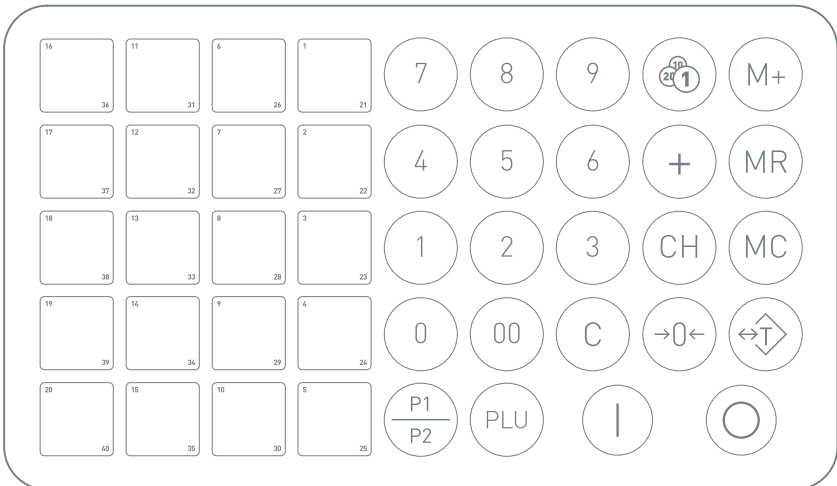 16 11 6 1
7 8 9 10 20 1 M+
36 31 26 21
17 12 7 2
4 5 6 + MR
37 32 27 22
18 13 8 3
1 2 3 CH MC
38 33 28 23
19 14 9 4
0 00 C →0← ↔T
39 34 29 24
20 15 10 5
P1
P2
PLU
40 35 30 25